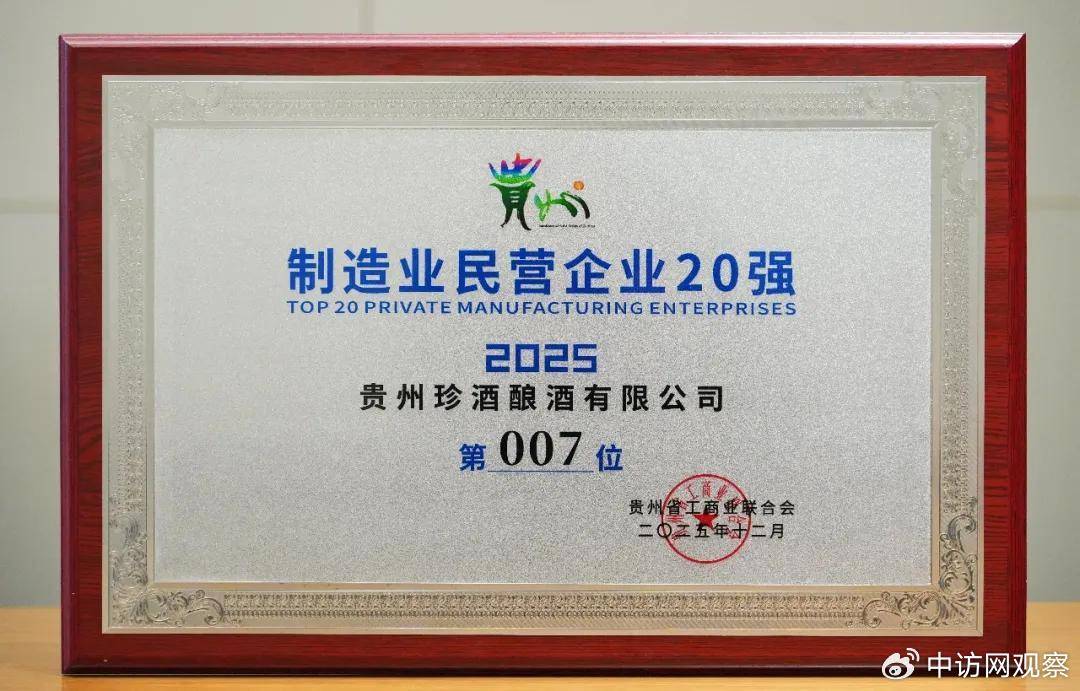 制造业民营企业20强
TOP 20 PRIVATE MANUFACTURING ENTERPRISES
2025
贵州珍酒酿酒有限公司
第007位
贵州省工商业联合会
二〇二五年十二月
中访网观察